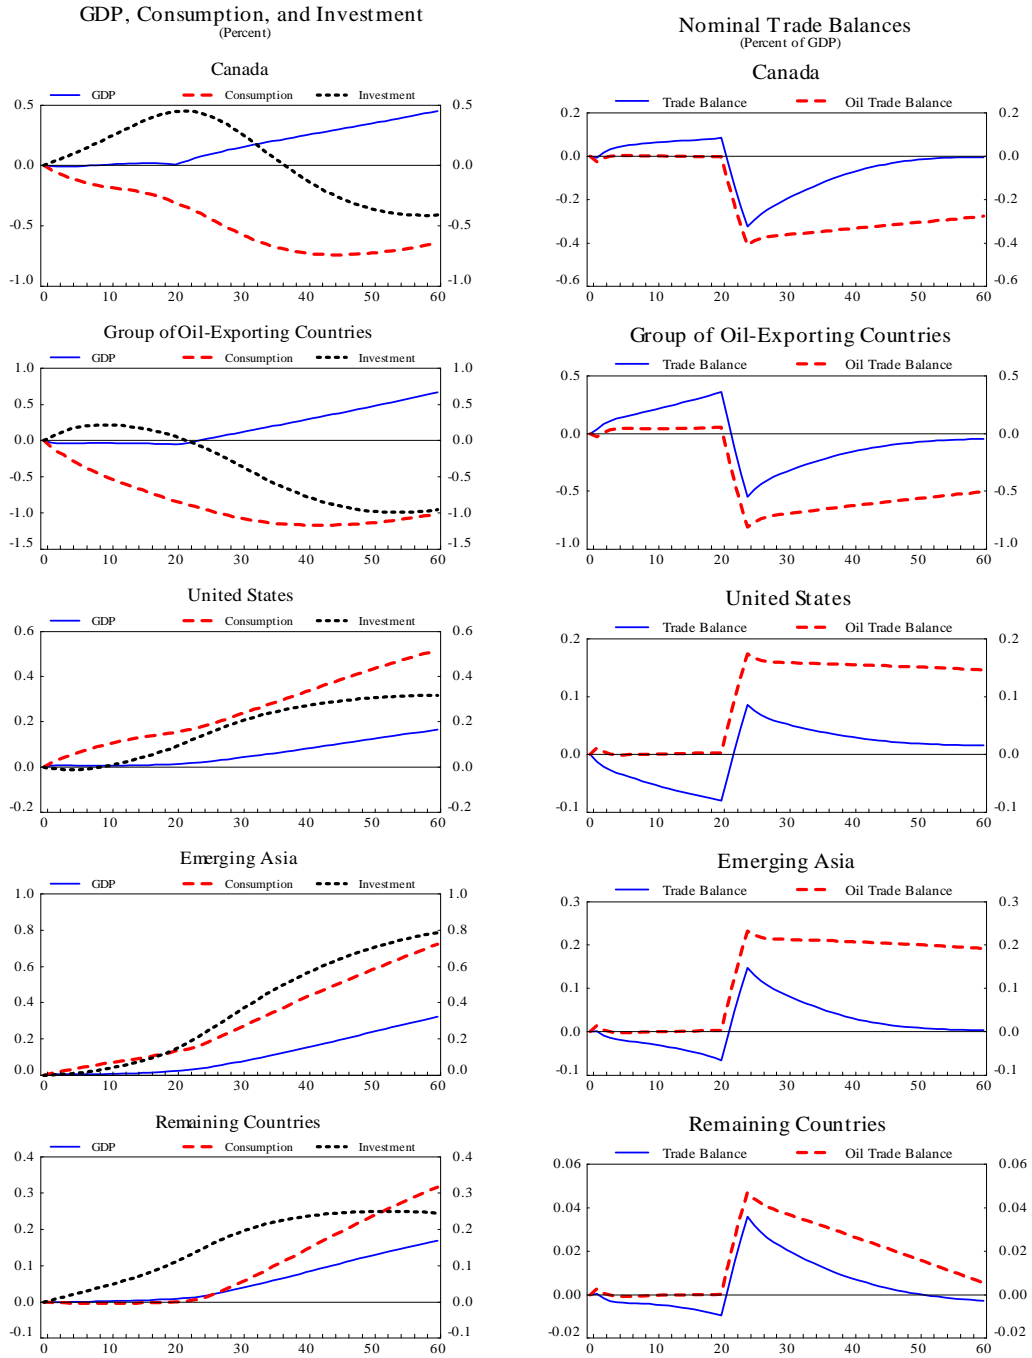 GDP, Consumption, and Investment
(Percent)
Canada
GDP Consumption Investment
0.5 0.5
0.0 0.0
-0.5 -0.5
-1.0 -1.0
0 10 20 30 40 50 60
Group of Oil-Exporting Countries
GDP Consumption Investment
1.0 1.0
0.5 0.5
0.0 0.0
-0.5 -0.5
-1.0 -1.0
-1.5 -1.5
0 10 20 30 40 50 60
United States
GDP Consumption Investment
0.6 0.6
0.4 0.4
0.2 0.2
0.0 0.0
-0.2 -0.2
0 10 20 30 40 50 60
Emerging Asia
GDP Consumption Investment
1.0 1.0
0.8 0.8
0.6 0.6
0.4 0.4
0.2 0.2
0.0 0.0
0 10 20 30 40 50 60
Remaining Countries
GDP Consumption Investment
0.4 0.4
0.3 0.3
0.2 0.2
0.1 0.1
0.0 0.0
-0.1 -0.1
0 10 20 30 40 50 60
Nominal Trade Balances
(Percent of GDP)
Canada
Trade Balance Oil Trade Balance
0.2 0.2
0.0 0.0
-0.2 -0.2
-0.4 -0.4
-0.6 -0.6
0 10 20 30 40 50 60
Group of Oil-Exporting Countries
Trade Balance Oil Trade Balance
0.5 0.5
0.0 0.0
-0.5 -0.5
-1.0 -1.0
0 10 20 30 40 50 60
United States
Trade Balance Oil Trade Balance
0.2 0.2
0.1 0.1
0.0 0.0
-0.1 -0.1
0 10 20 30 40 50 60
Emerging Asia
Trade Balance Oil Trade Balance
0.3 0.3
0.2 0.2
0.1 0.1
0.0 0.0
-0.1 -0.1
0 10 20 30 40 50 60
Remaining Countries
Trade Balance Oil Trade Balance
0.06 0.06
0.04 0.04
0.02 0.02
0.00 0.00
-0.02 -0.02
0 10 20 30 40 50 60